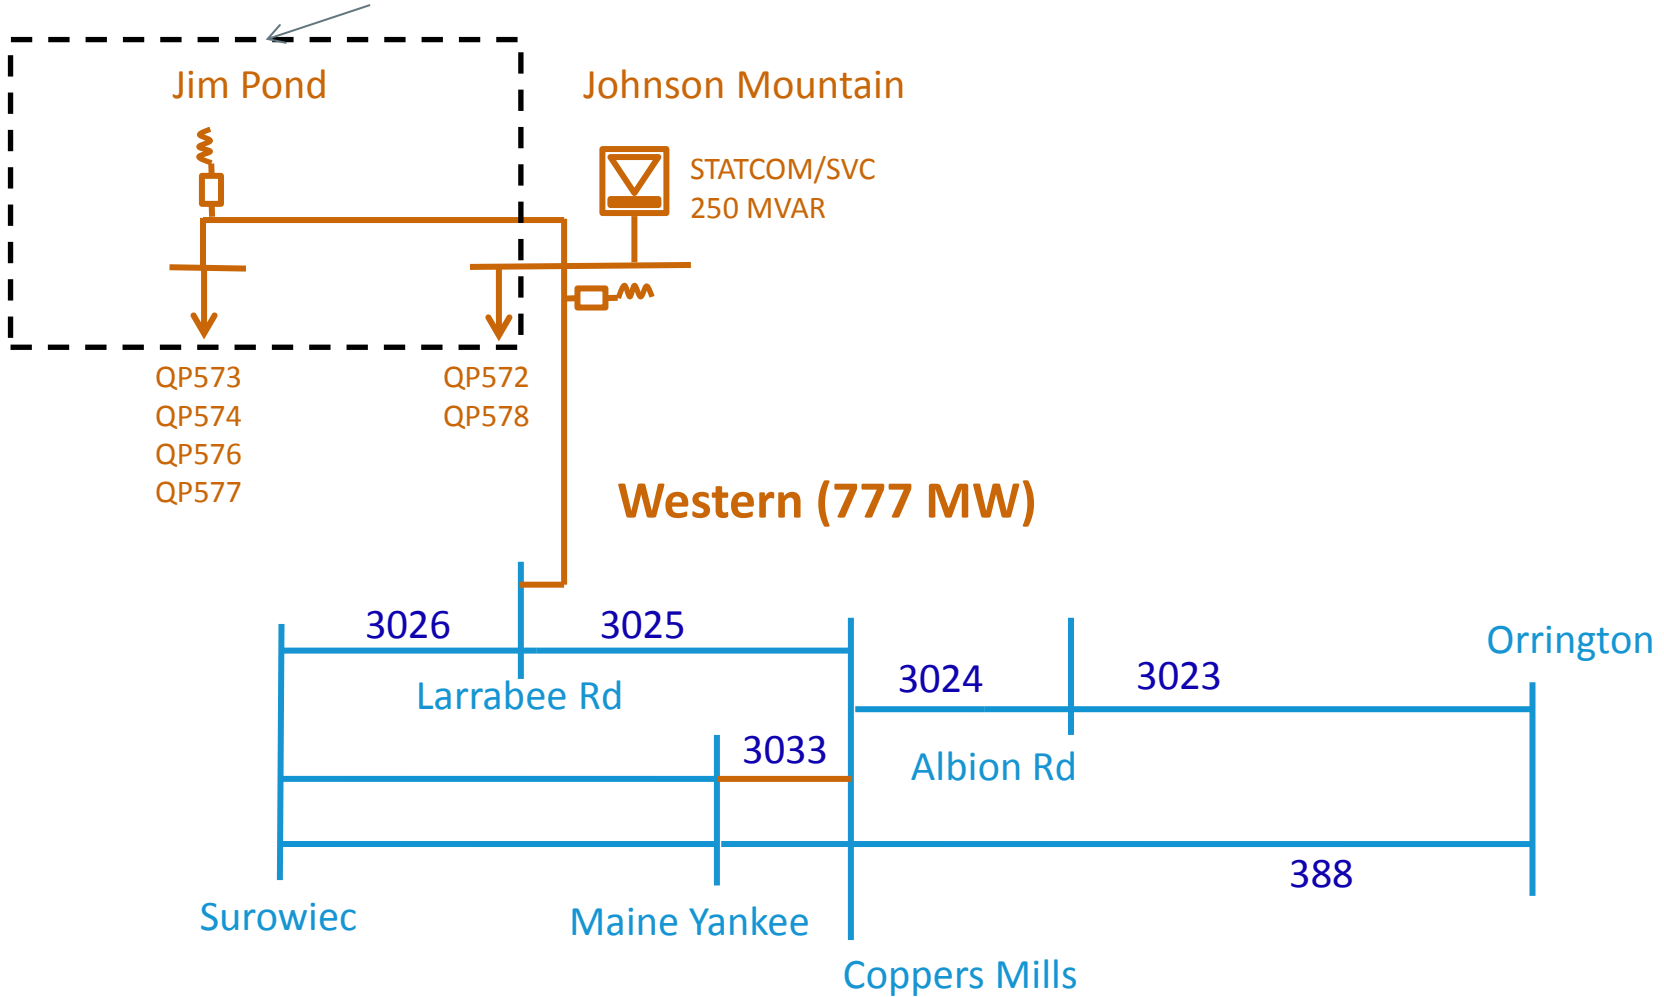 Jim Pond
Johnson Mountain
STATCOM/SVC
250 MVAR
QP573
QP574
QP576
QP577
QP572
QP578
Western (777 MW)
3026
3025
Orrington
Larrabee Rd
3024
3023
3033
Albion Rd
388
Surowiec
Maine Yankee
Coppers Mills